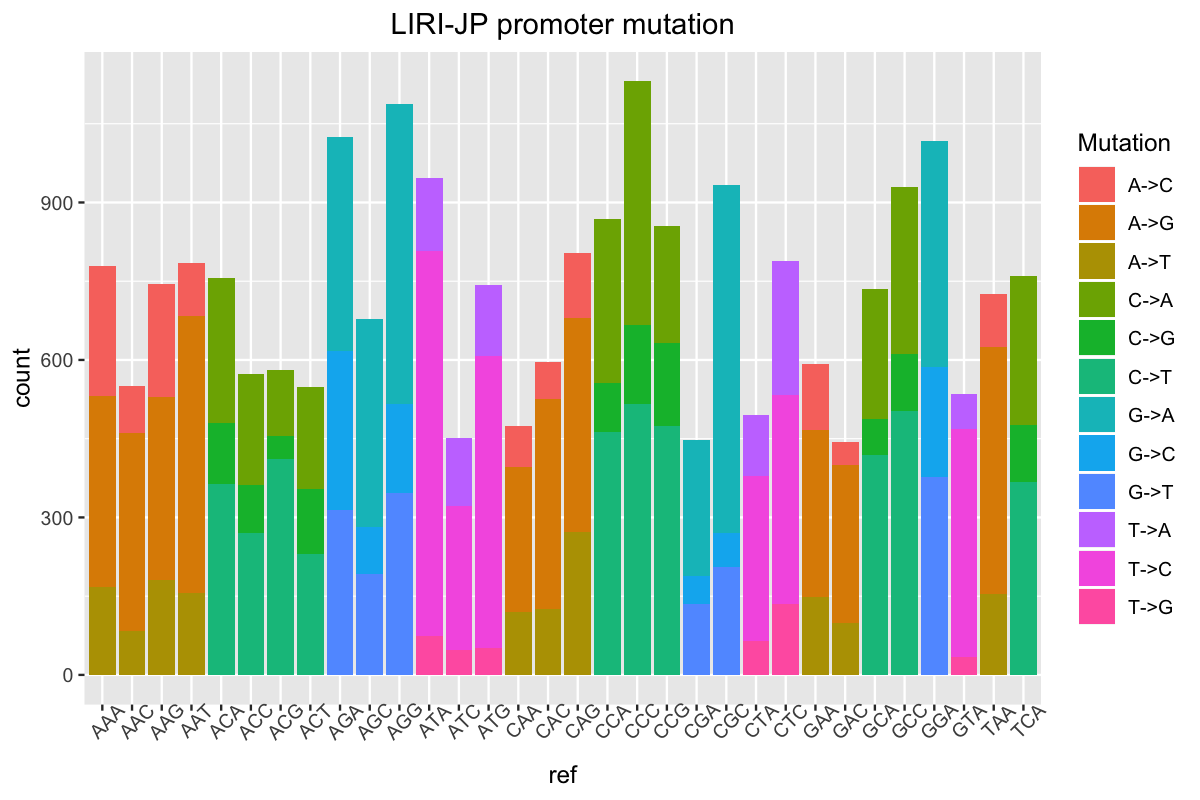 LIRI-JP promoter mutation
count
900
600
300
0
AAA AAC AAG AAT ACA ACC ACG ACT AGA AGC AGG ATA ATC ATG CAA CAC CAG CCA CCC CCG CGA CGC CTA CTC GAA GAC GCA GCC GGA GTA TAA TCA
ref
Mutation
A->C
A->G
A->T
C->A
C->G
C->T
G->A
G->C
G->T
T->A
T->C
T->G